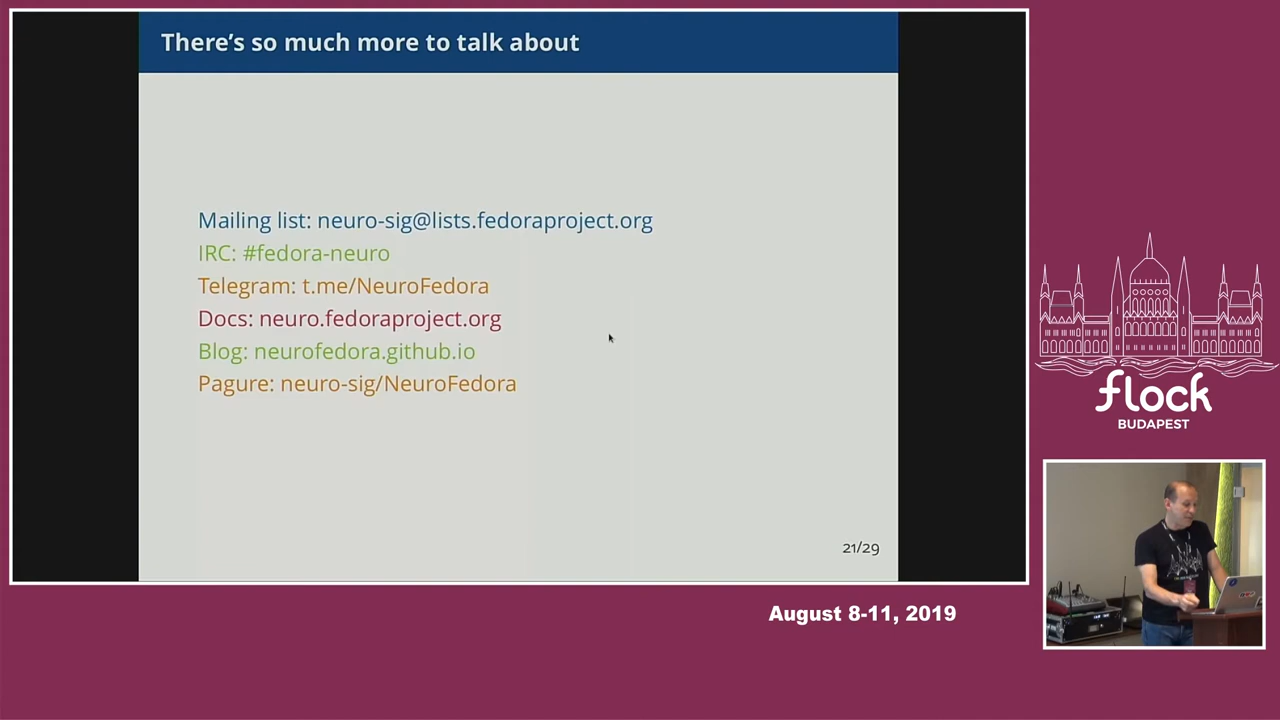 There's so much more to talk about
Mailing list: neuro-sig@lists.fedoraproject.org
IRC: #fedora-neuro
Telegram: t.me/NeuroFedora
Docs: neuro.fedoraproject.org
Blog: neurofedora.github.io
Pagure: neuro-sig/NeuroFedora
21/29
flock
BUDAPEST
August 8-11, 2019